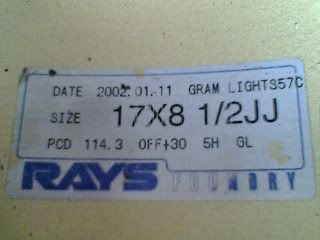 DATE 2002.01.-11 GRAM LIGHTS57C
SIZE 17X8 1/2JJ
PCD 114.3 OFF+30 5H GL
RAYS FOUNDRY